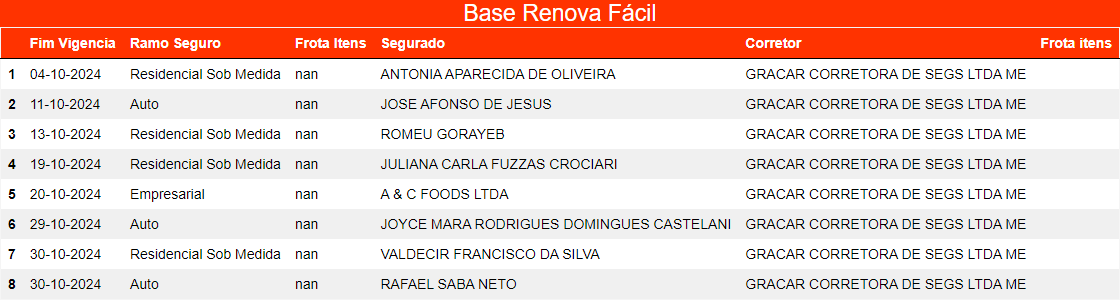 Base Renova Fácil
Fim Vigencia Ramo Seguro Frota Itens Segurado Corretor Frota itens
1 04-10-2024 Residencial Sob Medida nan ANTONIA APARECIDA DE OLIVEIRA GRACAR CORRETORA DE SEGS LTDA ME
2 11-10-2024 Auto nan JOSE AFONSO DE JESUS GRACAR CORRETORA DE SEGS LTDA ME
3 13-10-2024 Residencial Sob Medida nan ROMEU GORAYEB GRACAR CORRETORA DE SEGS LTDA ME
4 19-10-2024 Residencial Sob Medida nan JULIANA CARLA FUZZAS CROCIARI GRACAR CORRETORA DE SEGS LTDA ME
5 20-10-2024 Empresarial nan A & C FOODS LTDA GRACAR CORRETORA DE SEGS LTDA ME
6 29-10-2024 Auto nan JOYCE MARA RODRIGUES DOMINGUES CASTELANI GRACAR CORRETORA DE SEGS LTDA ME
7 30-10-2024 Residencial Sob Medida nan VALDECIR FRANCISCO DA SILVA GRACAR CORRETORA DE SEGS LTDA ME
8 30-10-2024 Auto nan RAFAEL SABA NETO GRACAR CORRETORA DE SEGS LTDA ME